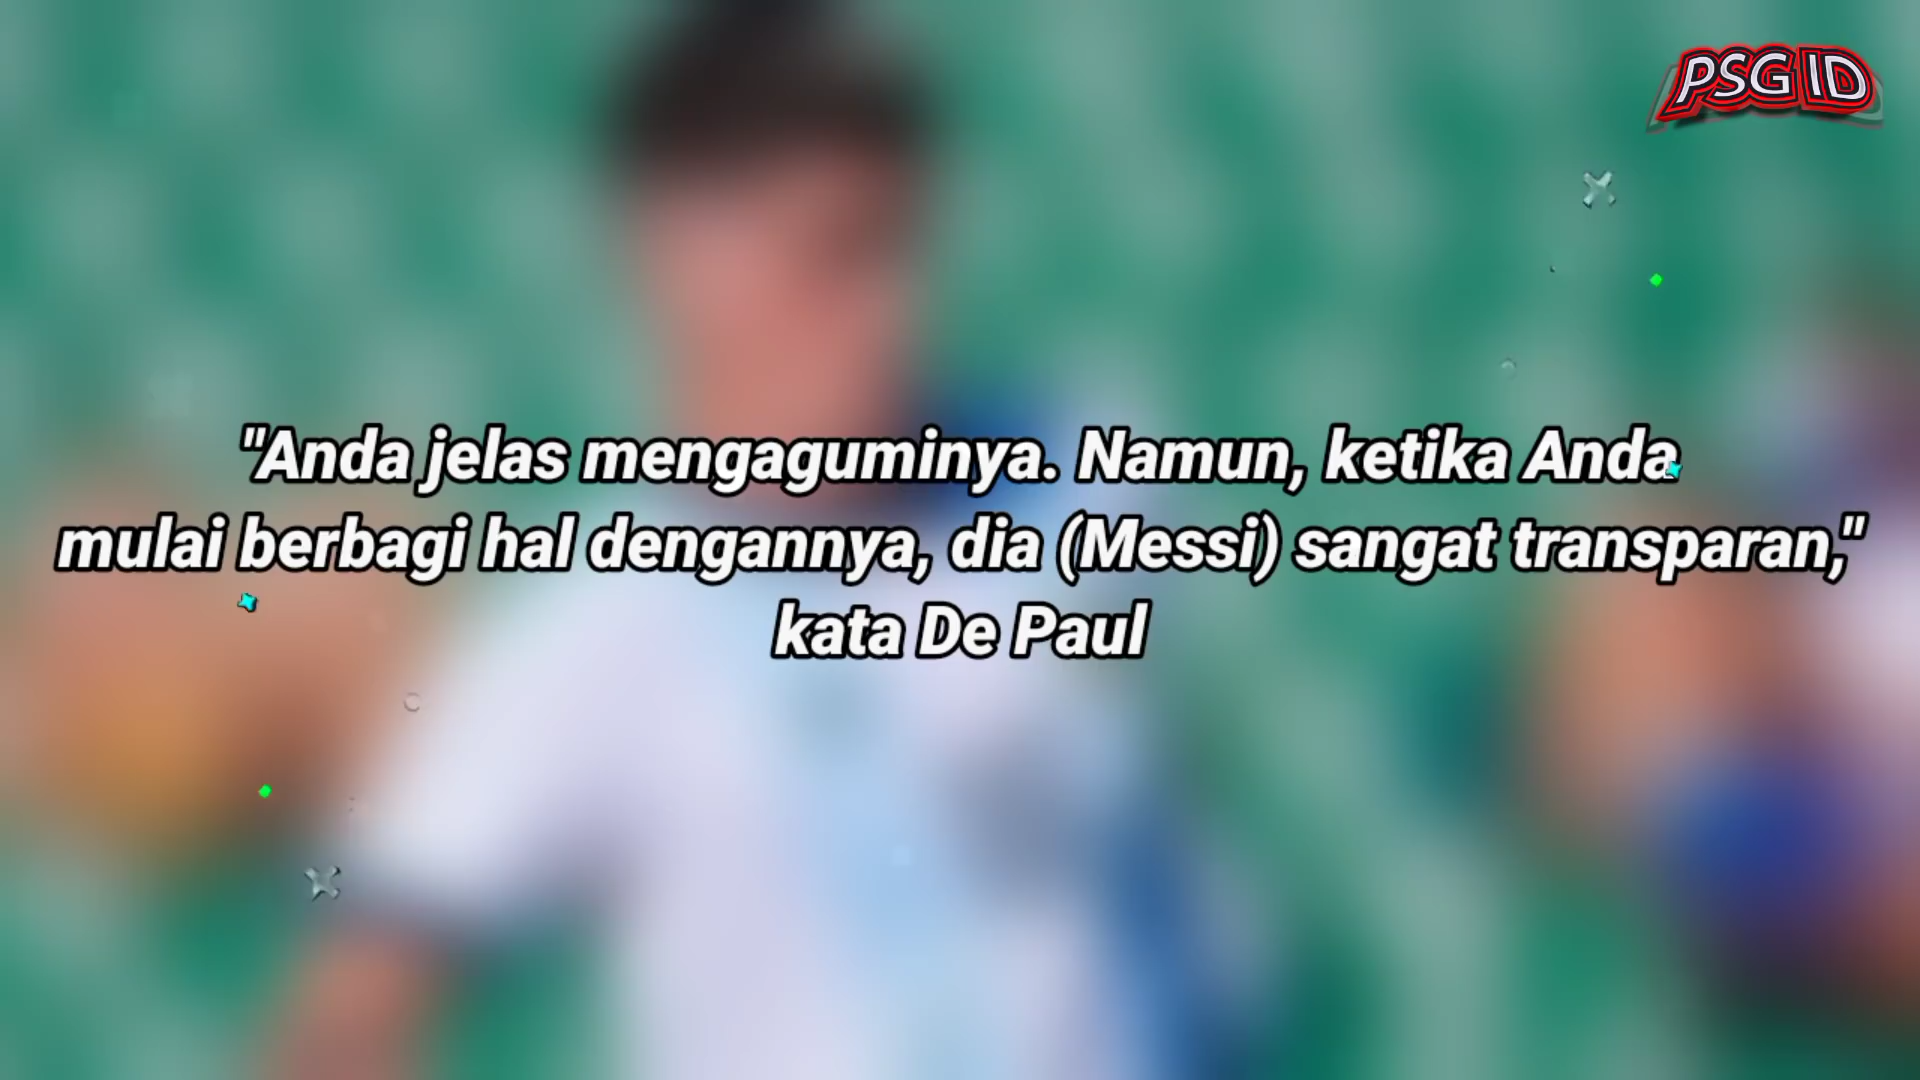 PSG ID
"Anda jelas mengaguminya. Namun, ketika Anda
mulai berbagi hal dengannya, dia (Messi) sangat transparan,"
kata De Paul